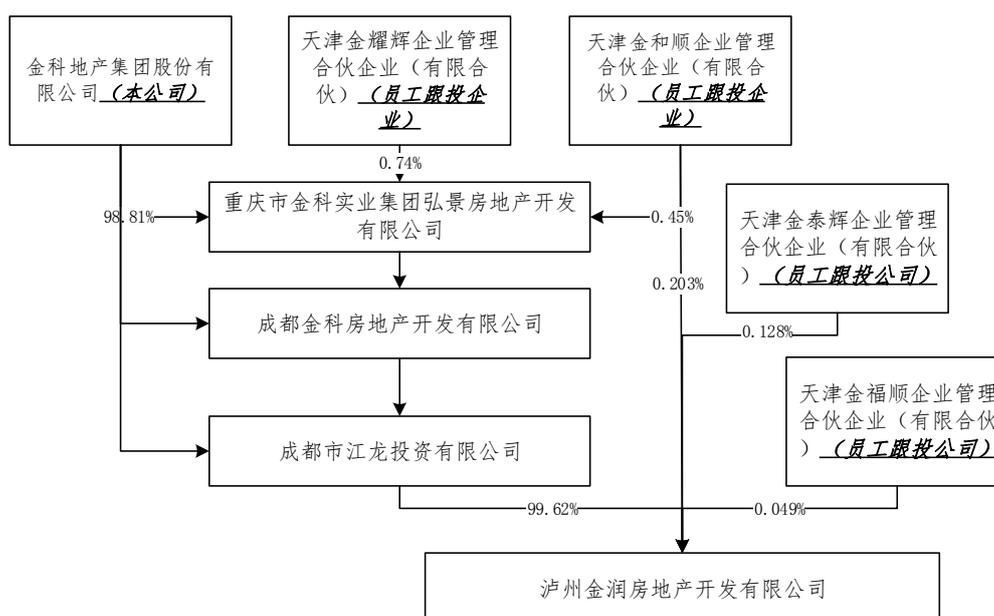 金科地产集团股份有
限公司（本公司）
天津金耀辉企业管理
合伙企业（有限合
伙）（员工跟投企
业）
天津金和顺企业管理
合伙企业（有限合
伙）（员工跟投企
业）
0.74%
98.81%
重庆市金科实业集团弘景房地产开发
有限公司
0.45%
天津金泰辉企业管理
合伙企业（有限合伙
）（员工跟投公司）
0.203%
成都金科房地产开发有限公司
0.128%
天津金福顺企业管理
合伙企业（有限合伙
）（员工跟投公司）
成都市江龙投资有限公司
99.62%
0.049%
泸州金润房地产开发有限公司